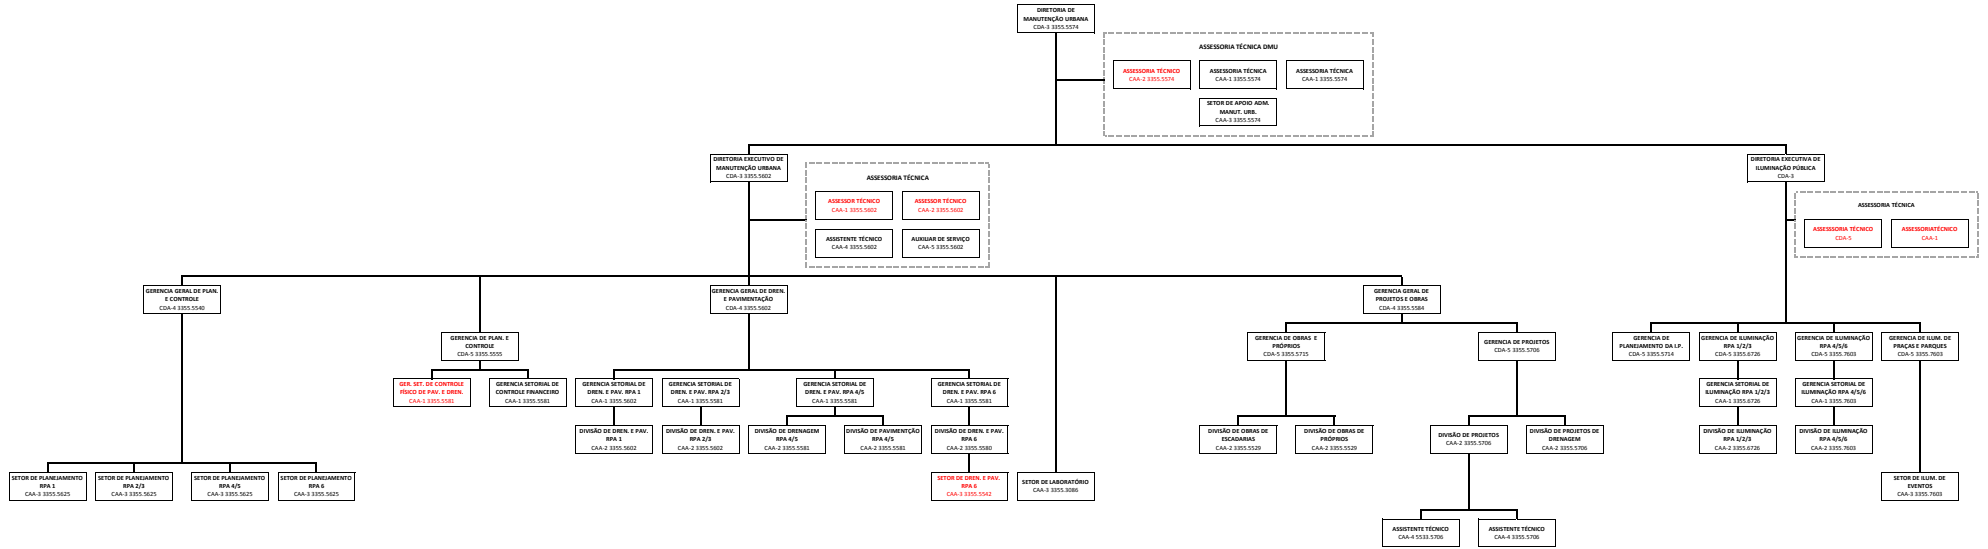 DIRETORIA DE
MANUTENÇÃO URBANA
CDA-3 3355.5574
ASSESSORIA TÉCNICA DMU
ASSESSORIA TÉCNICO
CAA-2 3355.5574
ASSESSORIA TÉCNICA
CAA-1 3355.5574
ASSESSORIA TÉCNICA
CAA-1 3355.5574
SETOR DE APOIO ADM.
MANUT. URB.
CAA-3 3355.5574
DIRETORIA EXECUTIVO DE
MANUTENÇÃO URBANA
CDA-3 3355.5602
ASSESSORIA TÉCNICA
ASSESSOR TÉCNICO
CAA-1 3355.5602
ASSESSOR TÉCNICO
CAA-2 3355.5602
ASSISTENTE TÉCNICO
CAA-4 3355.5602
AUXILIAR DE SERVIÇO
CAA-5 3355.5602
DIRETORIA EXECUTIVA DE
ILUMINAÇÃO PÚBLICA
CDA-3
ASSESSORIA TÉCNICA
ASSESSSORIA TÉCNICO
CDA-5
ASSESSORIATÉCNICO
CAA-1
GERENCIA GERAL DE PLAN.
E CONTROLE
CDA-4 3355.5540
GERENCIA GERAL DE DREN.
E PAVIMENTAÇÃO
CDA-4 3355.5602
GERENCIA GERAL DE
PROJETOS E OBRAS
CDA-4 3355.5584
GERENCIA DE PLAN. E
CONTROLE
CDA-5 3355.5555
GERENCIA DE OBRAS E
PRÓPRIOS
CDA-5 3355.5715
GERENCIA DE PROJETOS
CDA-5 3355.5706
GERENCIA DE
PLANEJAMENTO DA I.P.
CDA-5 3355.5714
GERENCIA DE ILUMINAÇÃO
RPA 1/2/3
CDA-5 3355.6726
GERENCIA DE ILUMINAÇÃO
RPA 4/5/6
CDA-5 3355.7603
GERENCIA DE ILUM. DE
PRAÇAS E PARQUES
CDA-5 3355.7603
GER. SET. DE CONTROLE
FÍSICO DE PAV. E DREN.
CAA-1 3355.5581
GERENCIA SETORIAL DE
CONTROLE FINANCEIRO
CAA-1 3355.5581
GERENCIA SETORIAL DE
DREN. E PAV. RPA 1
CAA-1 3355.5602
GERENCIA SETORIAL DE
DREN. E PAV. RPA 2/3
CAA-1 3355.5581
GERENCIA SETORIAL DE
DREN. E PAV. RPA 4/5
CAA-1 3355.5581
GERENCIA SETORIAL DE
DREN. E PAV. RPA 6
CAA-1 3355.5581
GERENCIA SETORIAL DE
ILUMINAÇÃO RPA 1/2/3
CAA-1 3355.6726
GERENCIA SETORIAL DE
ILUMINAÇÃO RPA 4/5/6
CAA-1 3355.7603
DIVISÃO DE DREN. E PAV.
RPA 1
CAA-2 3355.5602
DIVISÃO DE DREN. E PAV.
RPA 2/3
CAA-2 3355.5602
DIVISÃO DE DRENAGEM
RPA 4/5
CAA-2 3355.5581
DIVISÃO DE PAVIMENTÇÃO
RPA 4/5
CAA-2 3355.5581
DIVISÃO DE DREN. E PAV.
RPA 6
CAA-2 3355.5580
DIVISÃO DE OBRAS DE
ESCADARIAS
CAA-2 3355.5529
DIVISÃO DE OBRAS DE
PRÓPRIOS
CAA-2 3355.5529
DIVISÃO DE PROJETOS
CAA-2 3355.5706
DIVISÃO DE PROJETOS DE
DRENAGEM
CAA-2 3355.5706
DIVISÃO DE ILUMINAÇÃO
RPA 1/2/3
CAA-2 3355.6726
DIVISÃO DE ILUMINAÇÃO
RPA 4/5/6
CAA-2 3355.7603
SETOR DE PLANEJAMENTO
RPA 1
CAA-3 3355.5625
SETOR DE PLANEJAMENTO
RPA 2/3
CAA-3 3355.5625
SETOR DE PLANEJAMENTO
RPA 4/5
CAA-3 3355.5625
SETOR DE PLANEJAMENTO
RPA 6
CAA-3 3355.5625
SETOR DE DREN. E PAV.
RPA 6
CAA-3 3355.5542
SETOR DE LABORATÓRIO
CAA-3 3355.3086
SETOR DE ILUM. DE
EVENTOS
CAA-3 3355.7603
ASSISTENTE TÉCNICO
CAA-4 5533.5706
ASSISTENTE TÉCNICO
CAA-4 3355.5706